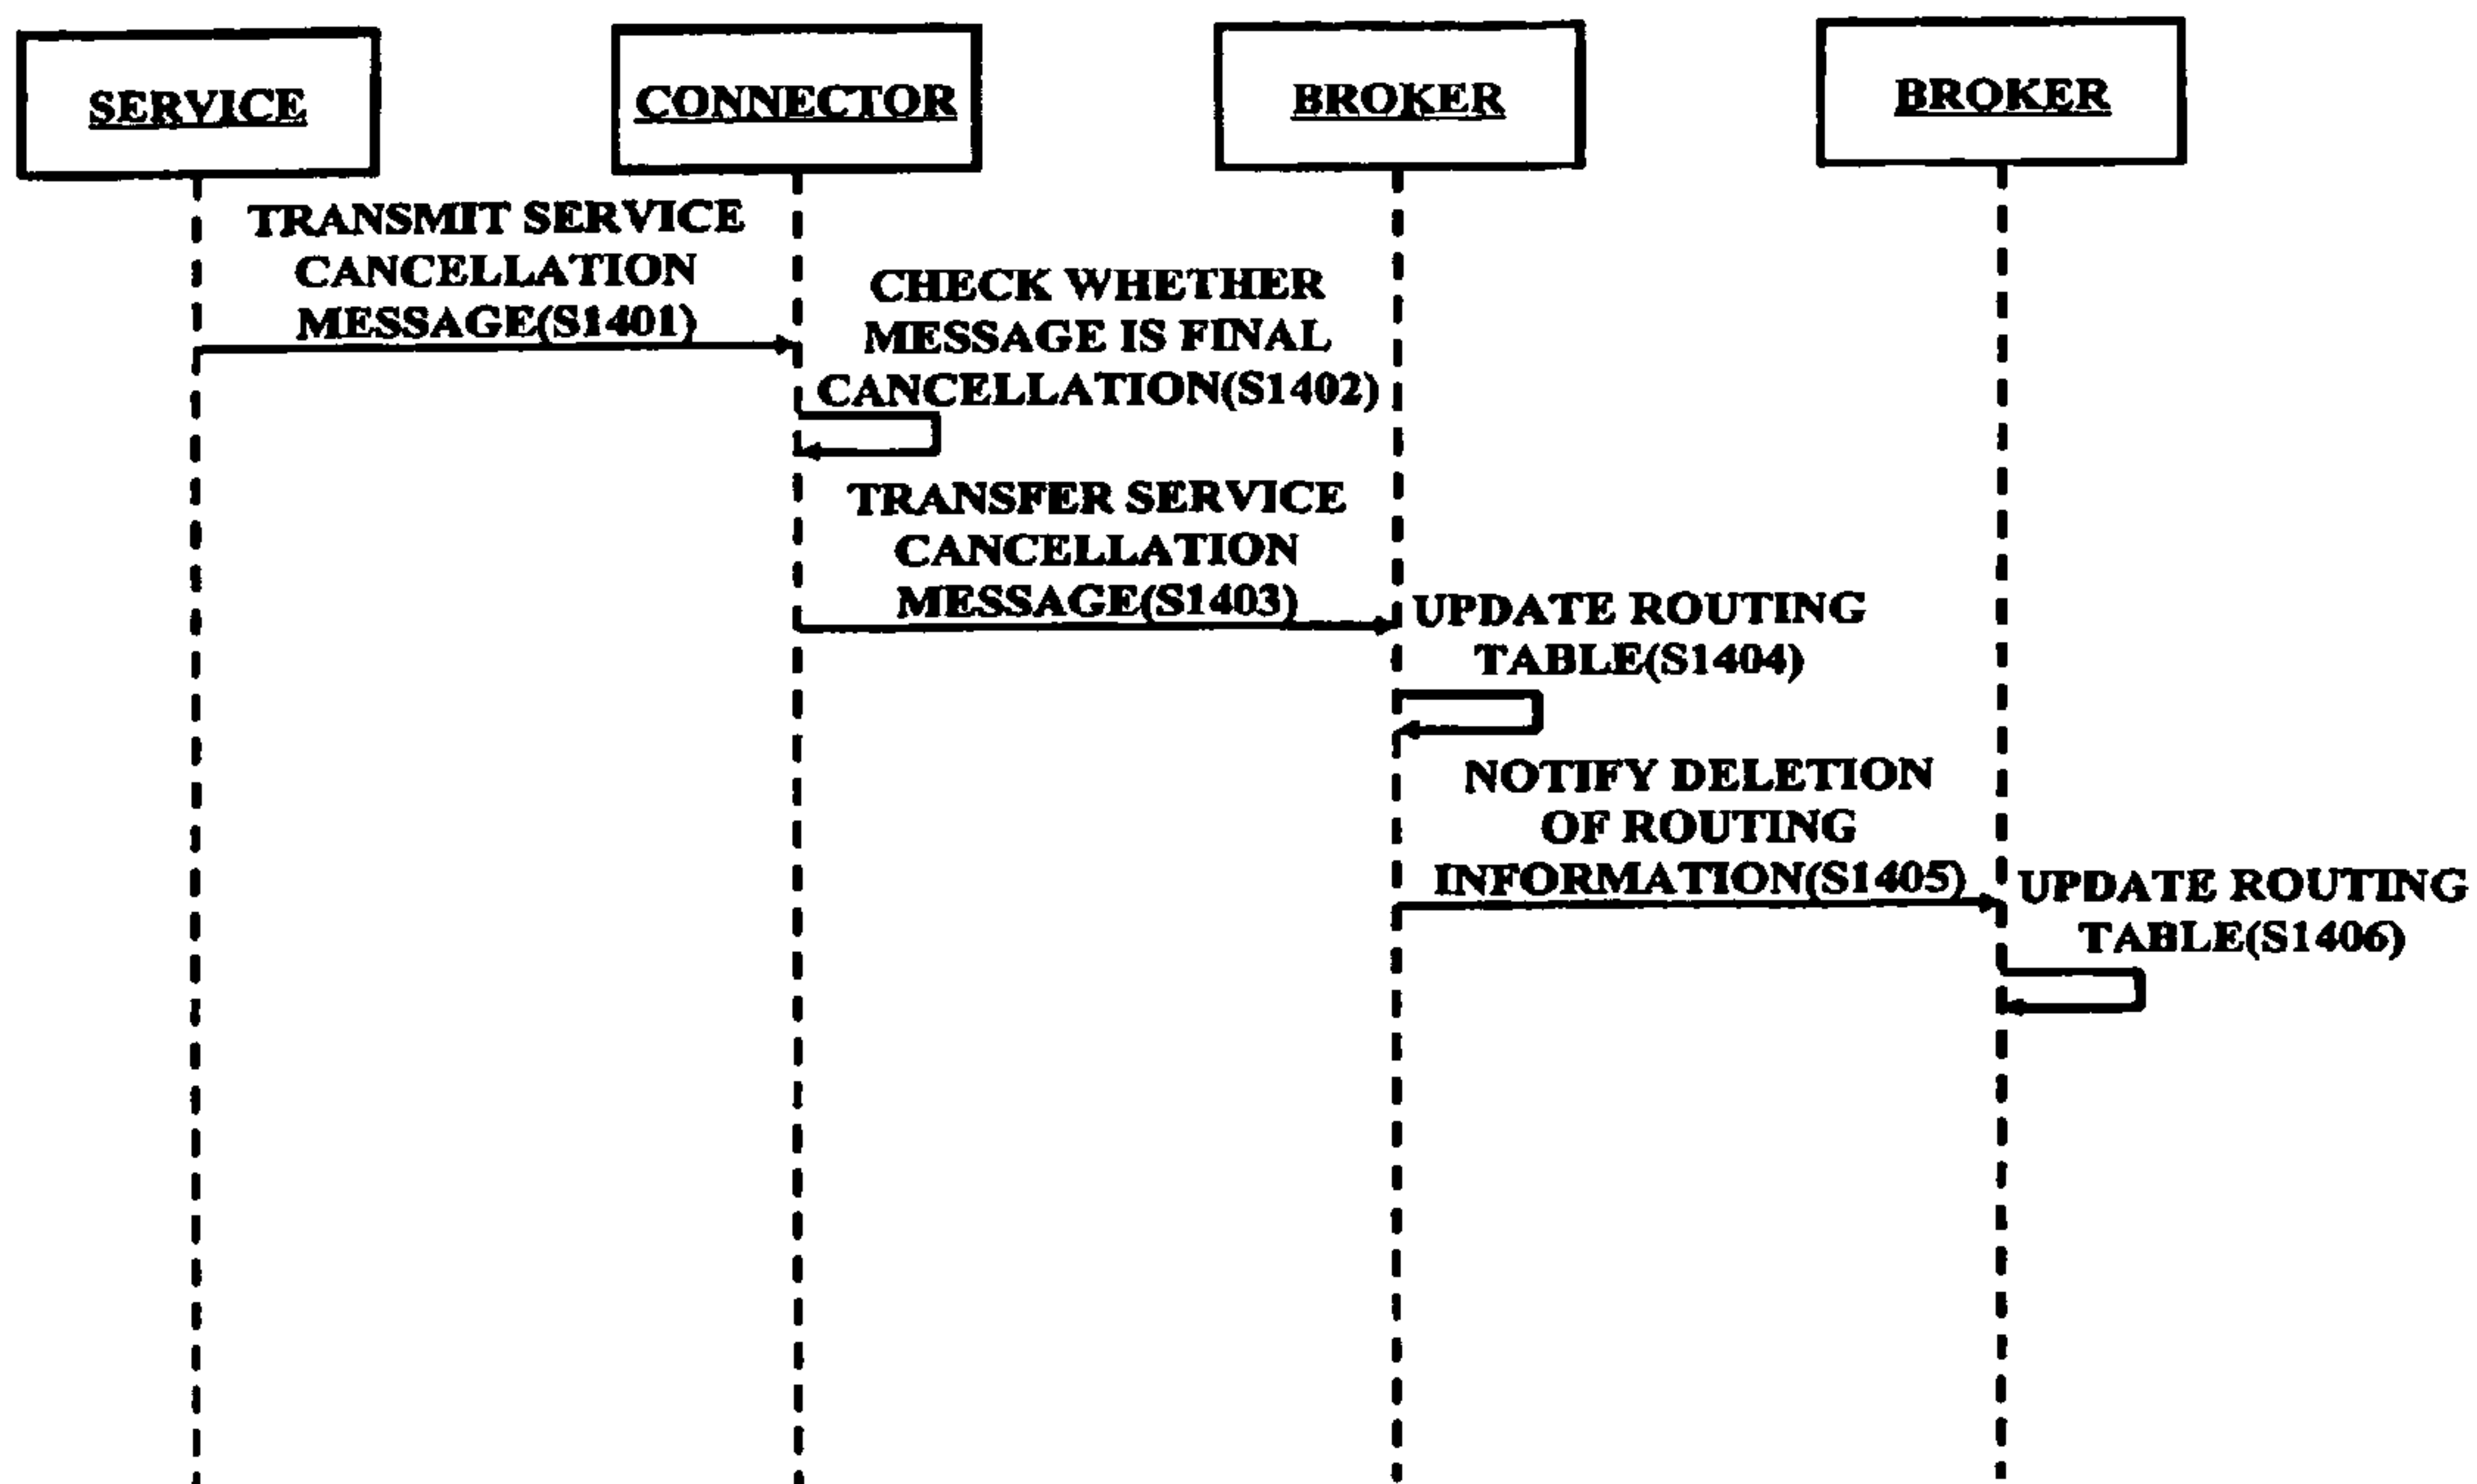 SERVICE
CONNECTOR
BROKER
BROKER
TRANSMIT SERVICE
CANCELLATION
MESSAGE(S1401)
CHECK WHETHER
MESSAGE IS FINAL
CANCELLATION(S1402)
TRANSFER SERVICE
CANCELLATION
MESSAGE(S1403)
UPDATE ROUTING
TABLE(S1404)
NOTIFY DELETION
OF ROUTING
INFORMATION(S1405)
UPDATE ROUTING
TABLE(S1406)